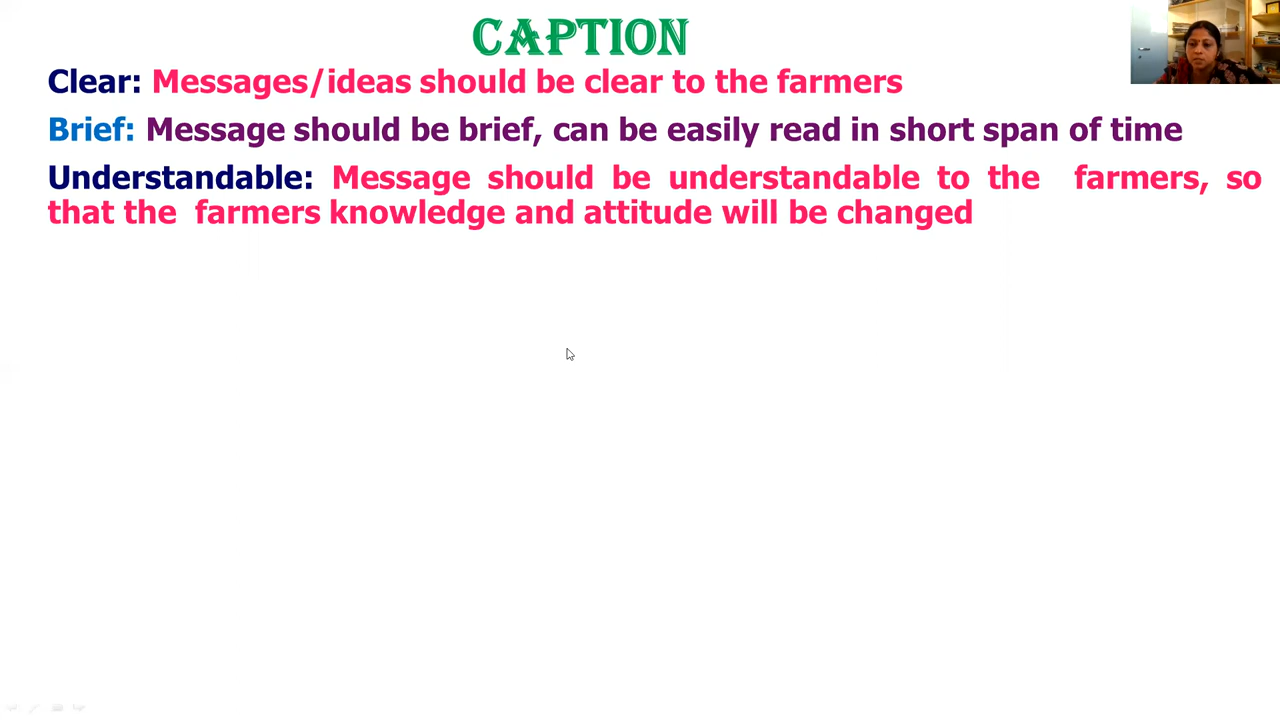 CAPTION
Clear: Messages/ideas should be clear to the farmers
Brief: Message should be brief, can be easily read in short span of time
Understandable: Message should be understandable to the farmers, so
that the farmers knowledge and attitude will be changed